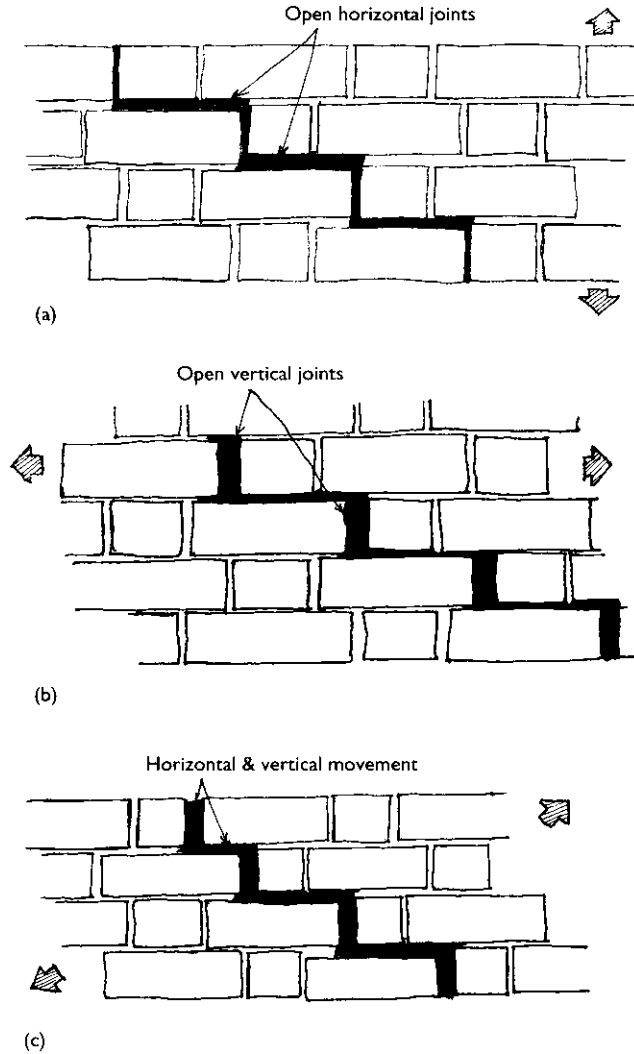 Open horizontal joints
(a)
Open vertical joints
(b)
Horizontal & vertical movement
(c)